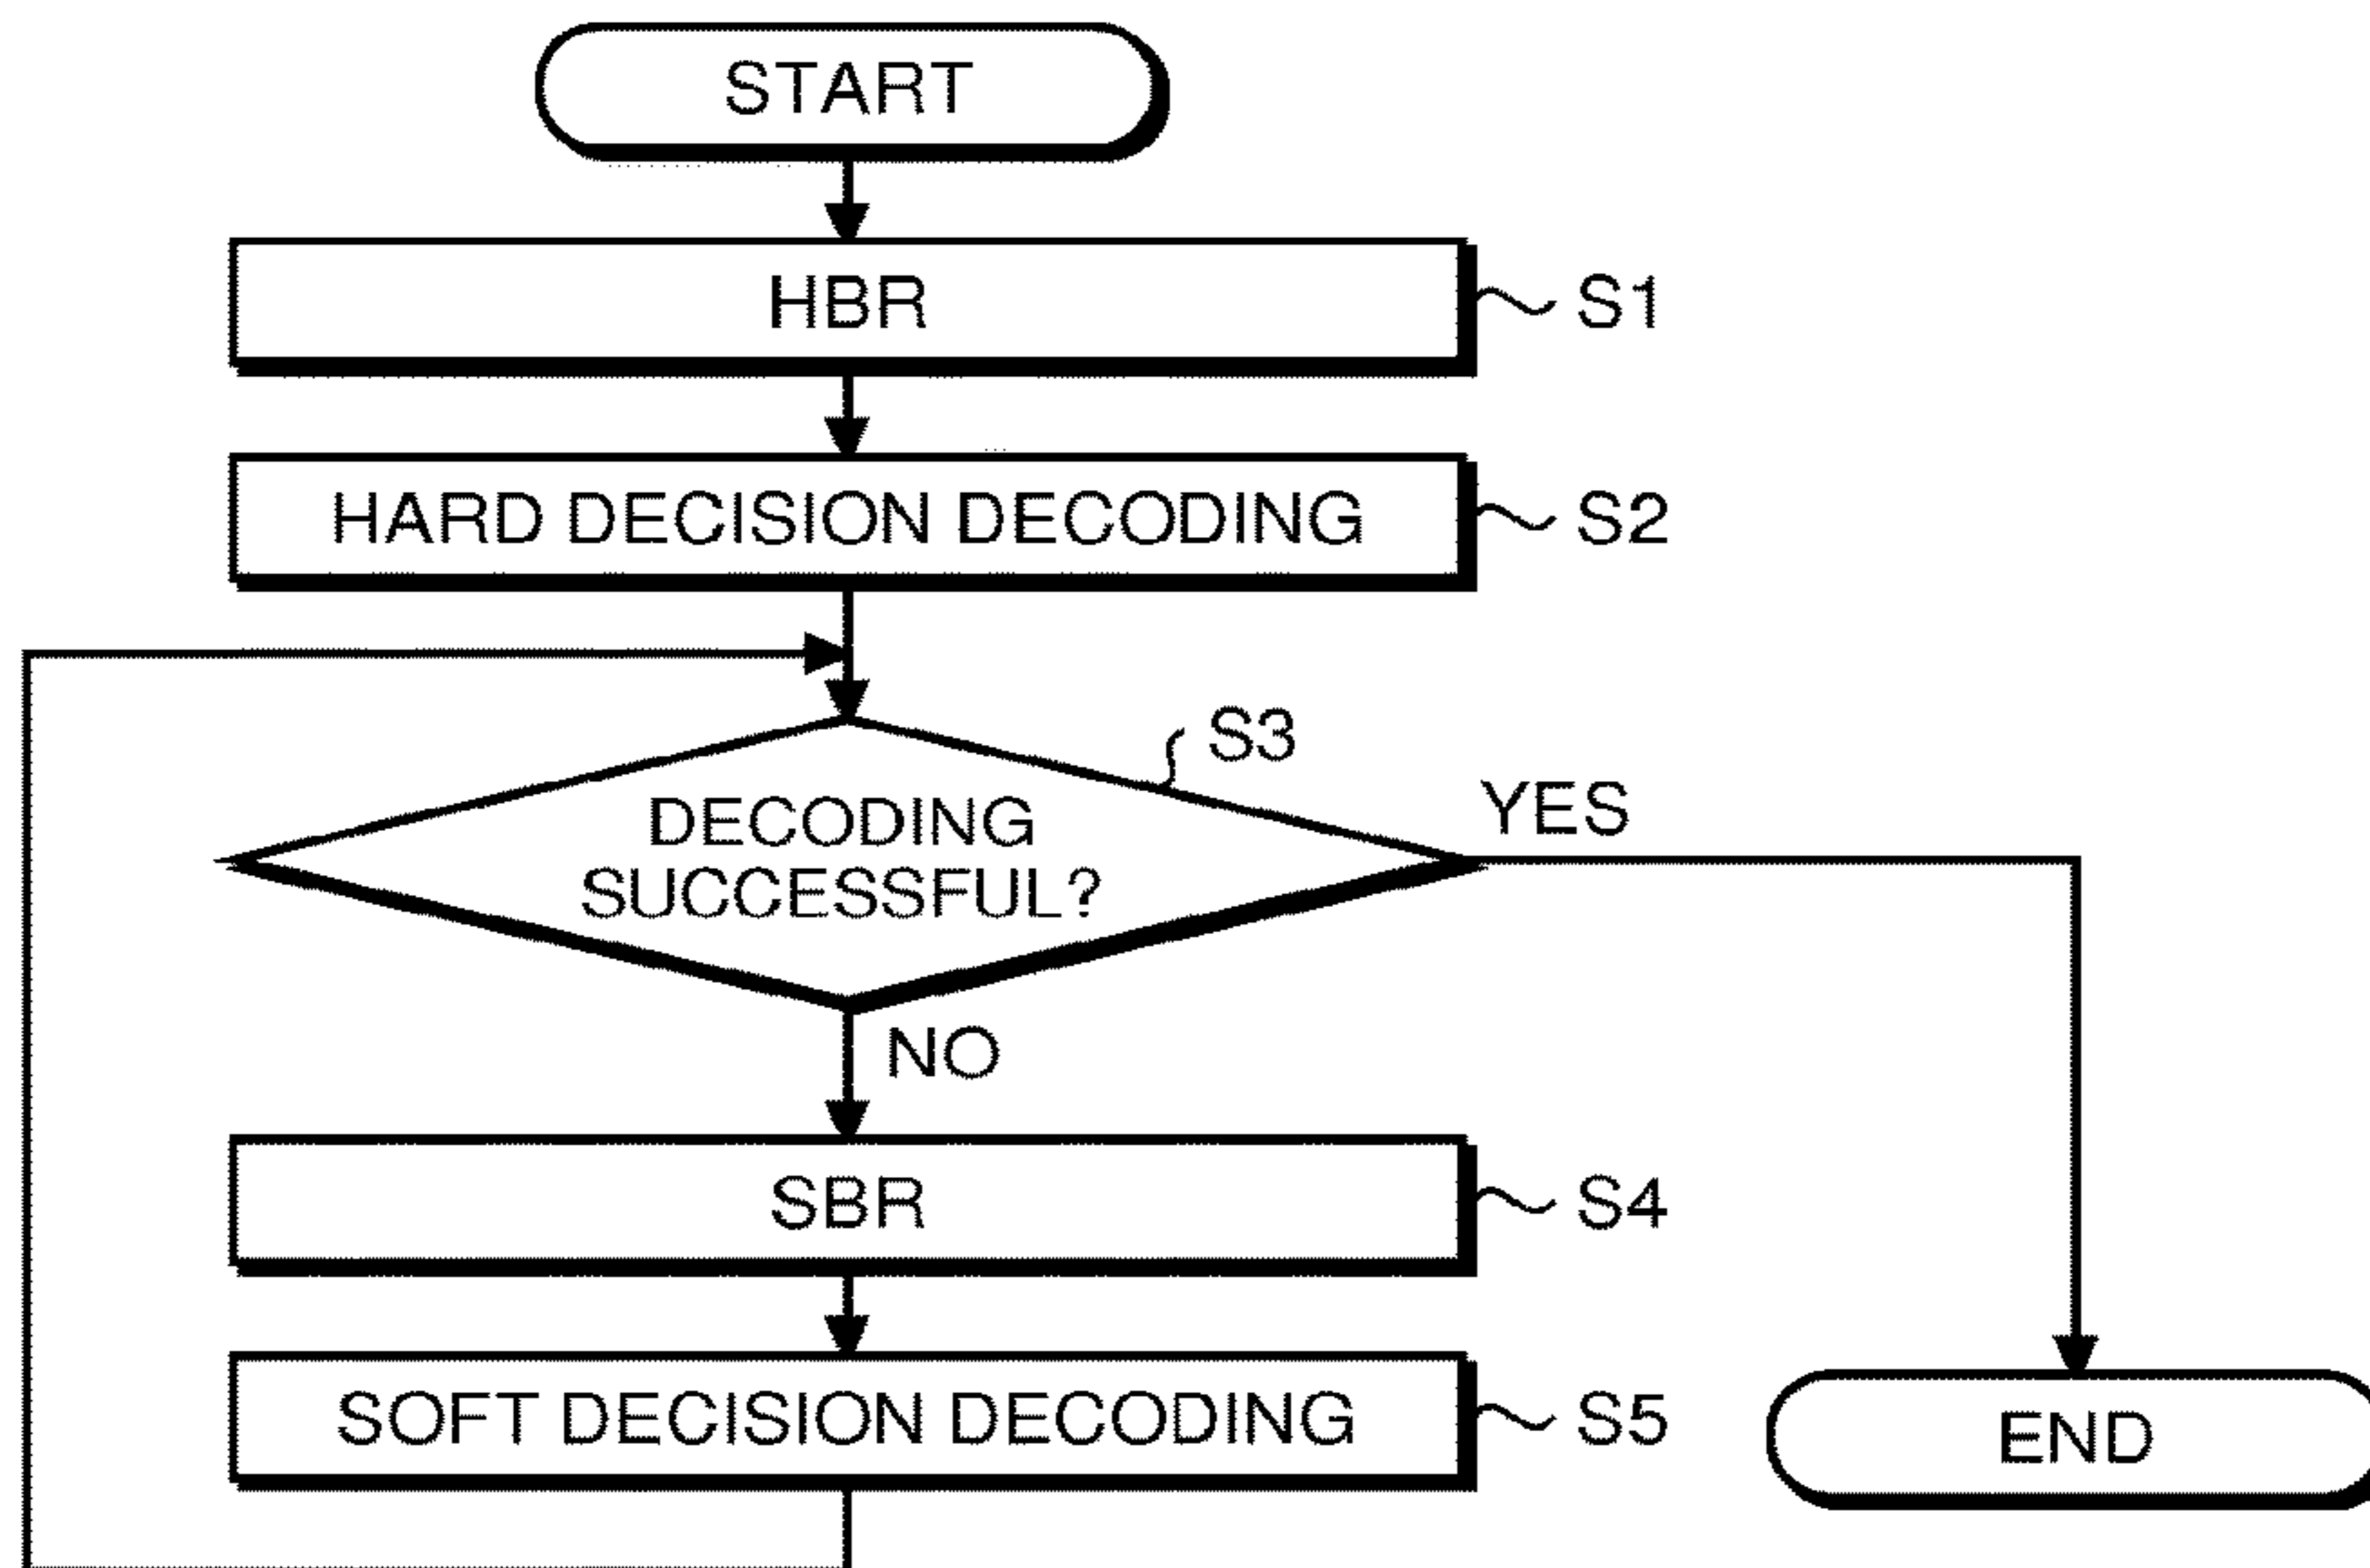 START
HBR
S1
HARD DECISION DECODING
S2
S3
DECODING
SUCCESSFUL?
YES
NO
SBR
S4
SOFT DECISION DECODING
S5
END